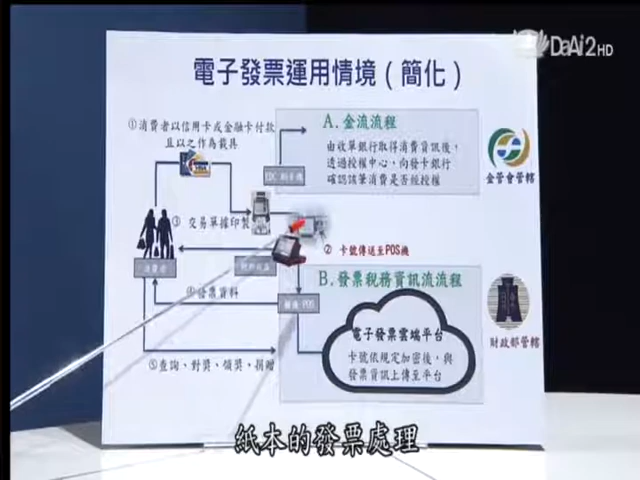 DaAi2HD
電子發票運用情境（簡化）
①消費者以信用卡或金融卡付款
且以之作為載具
A. 金流流程
由收單銀行取得消費資訊後，
透過授權中心，向發卡銀行
確認該筆消費是否經授權
金管會管轄
③ 交易單據印製
② 卡號傳送至POS機
消費者
④發票資料
B. 發票稅務資訊流流程
電子發票雲端平台
卡號依規定加密後，與
發票資訊上傳至平台
財政部管轄
⑤查詢、對獎、領獎、捐贈
紙本的發票處理